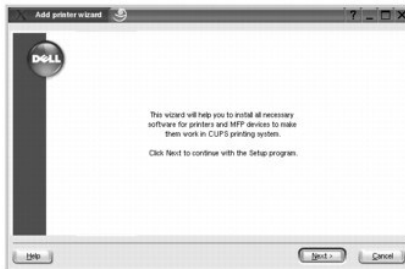 Add printer wizard
DELL
This wizard will help you to install all necessary
software for printers and MFP devices to make
them work in CUPS printing system.
Click Next to continue with the Setup program.
Help
Next >
Cancel